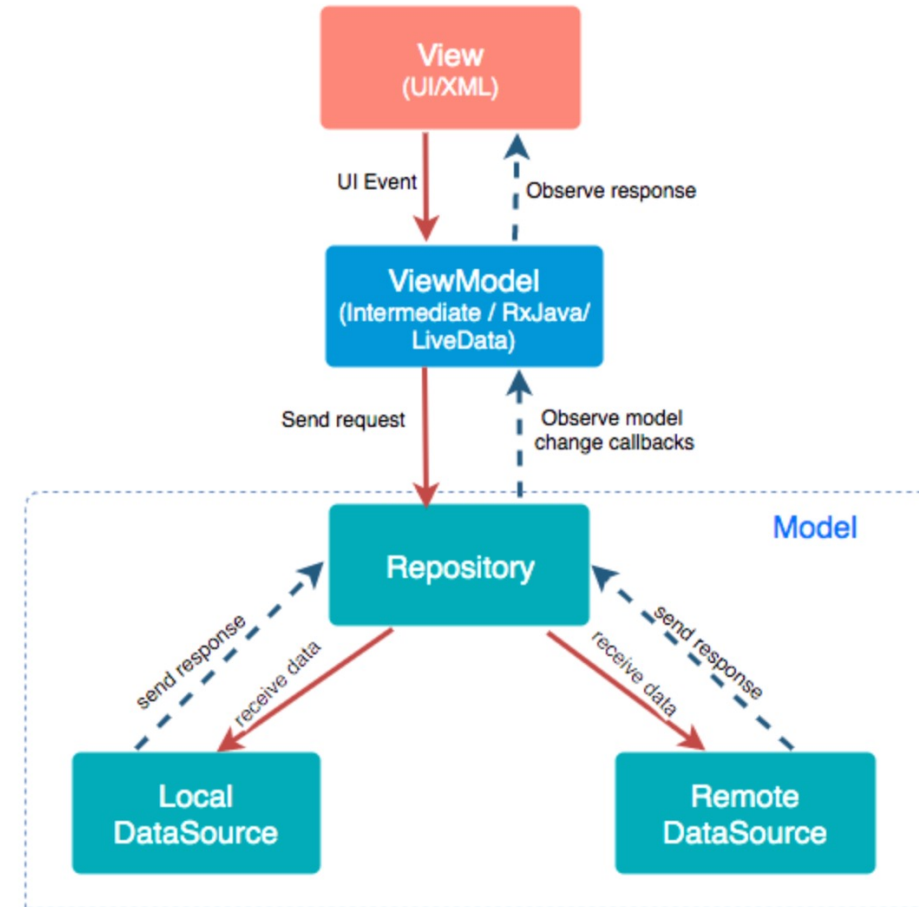 View
(UI/XML)
UI Event
Observe response
ViewModel
(Intermediate / RxJava/
LiveData)
Send request
Observe model
change callbacks
Model
Repository
send response
receive data
receive data
send response
Local
DataSource
Remote
DataSource